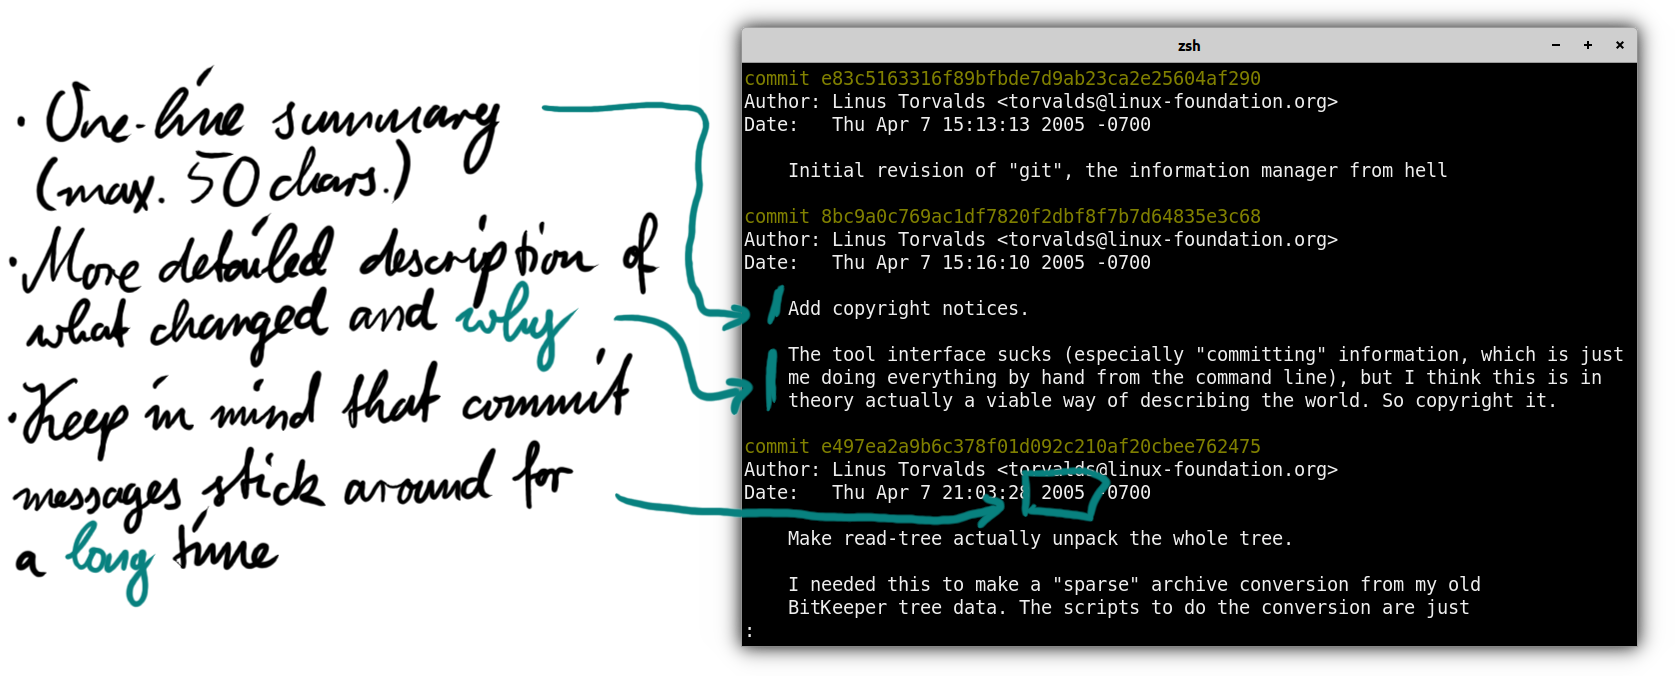 · One-line summary
(max. 50 chars.)
· More detailed description of
what changed and why
· Keep in mind that commit
messages stick around for
a long time
zsh
commit e83c5163316f89bfbde7d9ab23ca2e25604af290
Author: Linus Torvalds <torvalds@linux-foundation.org>
Date:   Thu Apr 7 15:13:13 2005 -0700
Initial revision of "git", the information manager from hell
commit 8bc9a0c769ac1df7820f2dbf8f7b7d64835e3c68
Author: Linus Torvalds <torvalds@linux-foundation.org>
Date:   Thu Apr 7 15:16:10 2005 -0700
Add copyright notices.
The tool interface sucks (especially "committing" information, which is just
me doing everything by hand from the command line), but I think this is in
theory actually a viable way of describing the world. So copyright it.
commit e497ea2a9b6c378f01d092c210af20cbee762475
Author: Linus Torvalds <torvalds@linux-foundation.org>
Date:   Thu Apr 7 21:03:28 2005 -0700
Make read-tree actually unpack the whole tree.
I needed this to make a "sparse" archive conversion from my old
BitKeeper tree data. The scripts to do the conversion are just
: